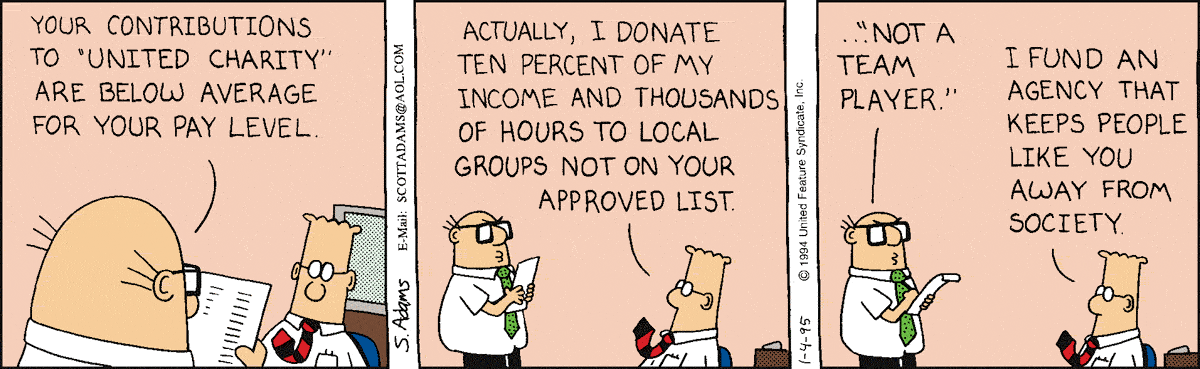 YOUR CONTRIBUTIONS
TO "UNITED CHARITY"
ARE BELOW AVERAGE
FOR YOUR PAY LEVEL.
S. Adams
E-Mail: SCOTTADAMS@AOL.COM
ACTUALLY, I DONATE
TEN PERCENT OF MY
INCOME AND THOUSANDS
OF HOURS TO LOCAL
GROUPS NOT ON YOUR
APPROVED LIST.
1-4-95
© 1994 United Feature Syndicate, Inc.
..."NOT A
TEAM
PLAYER."
I FUND AN
AGENCY THAT
KEEPS PEOPLE
LIKE YOU
AWAY FROM
SOCIETY.